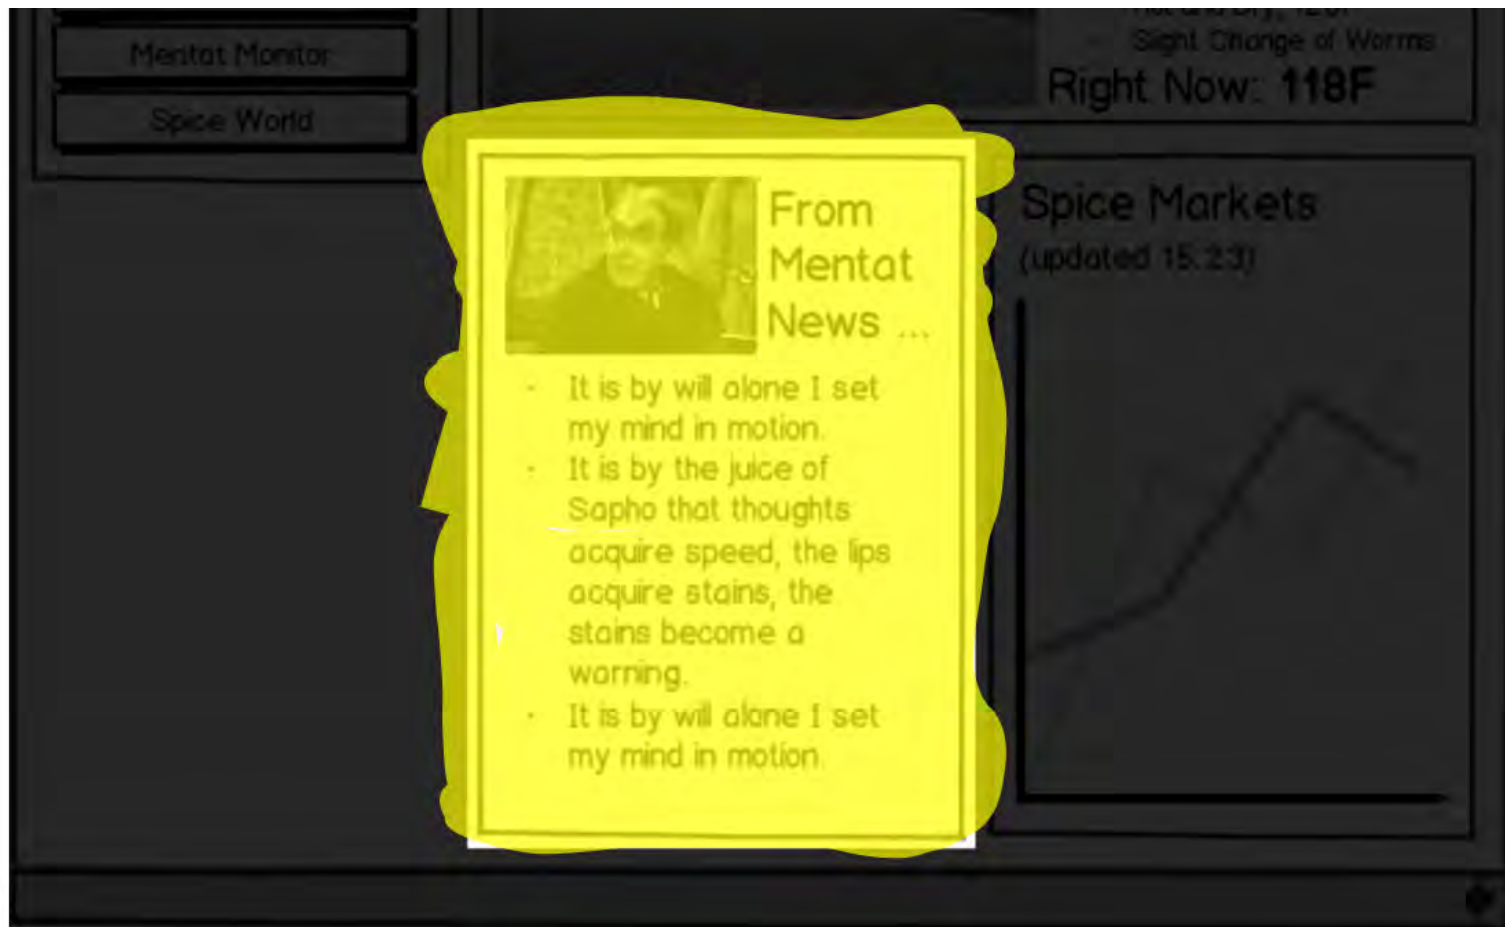 Mentat Monitor
Spice World
Sight Change of Worms
Right Now: 118F
From
Mentat
News ...
- It is by will alone I set
my mind in motion.
- It is by the juice of
Sapho that thoughts
acquire speed, the lips
acquire stains, the
stains become a
warning.
- It is by will alone I set
my mind in motion.
Spice Markets
(updated 15:23)